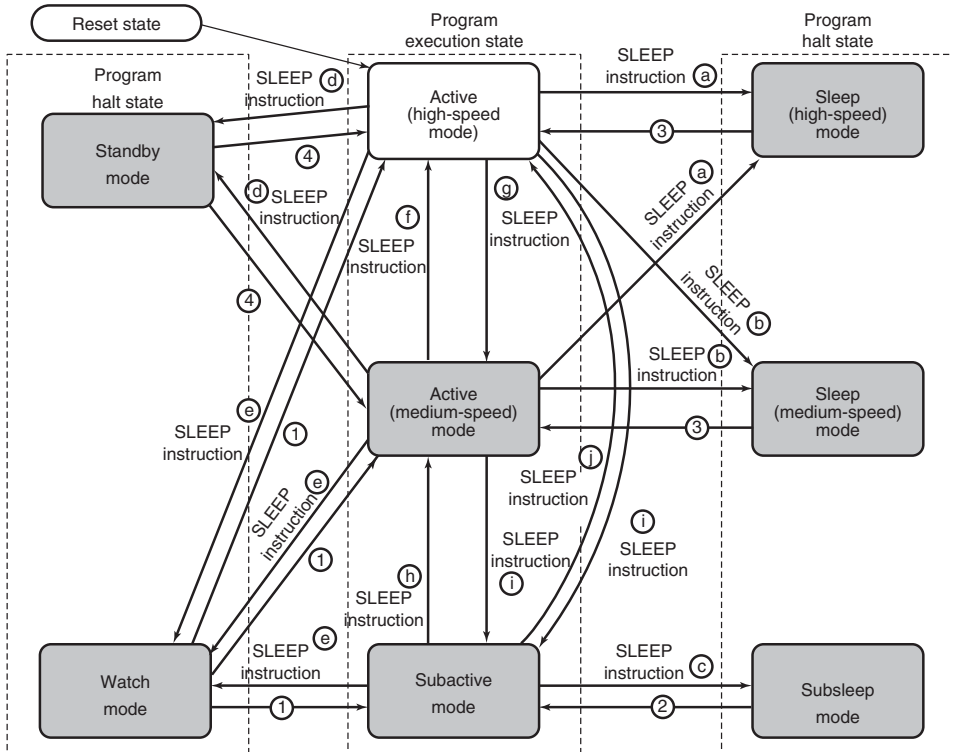 Reset state
Program
execution state
Program
halt state
Program
halt state
SLEEP
instruction
d
Active
(high-speed
mode)
SLEEP
instruction
a
Sleep
(high-speed)
mode
3
Standby
mode
4
d
SLEEP
instruction
f
SLEEP
instruction
g
SLEEP
instruction
a
SLEEP
instruction
SLEEP
instruction
b
4
Active
(medium-speed)
mode
SLEEP
instruction
b
Sleep
(medium-speed)
mode
3
e
SLEEP
instruction
1
SLEEP
instruction
e
1
j
SLEEP
instruction
i
SLEEP
instruction
SLEEP
instruction
i
h
SLEEP
instruction
Watch
mode
SLEEP
instruction
e
1
Subactive
mode
SLEEP
instruction
c
2
Subsleep
mode